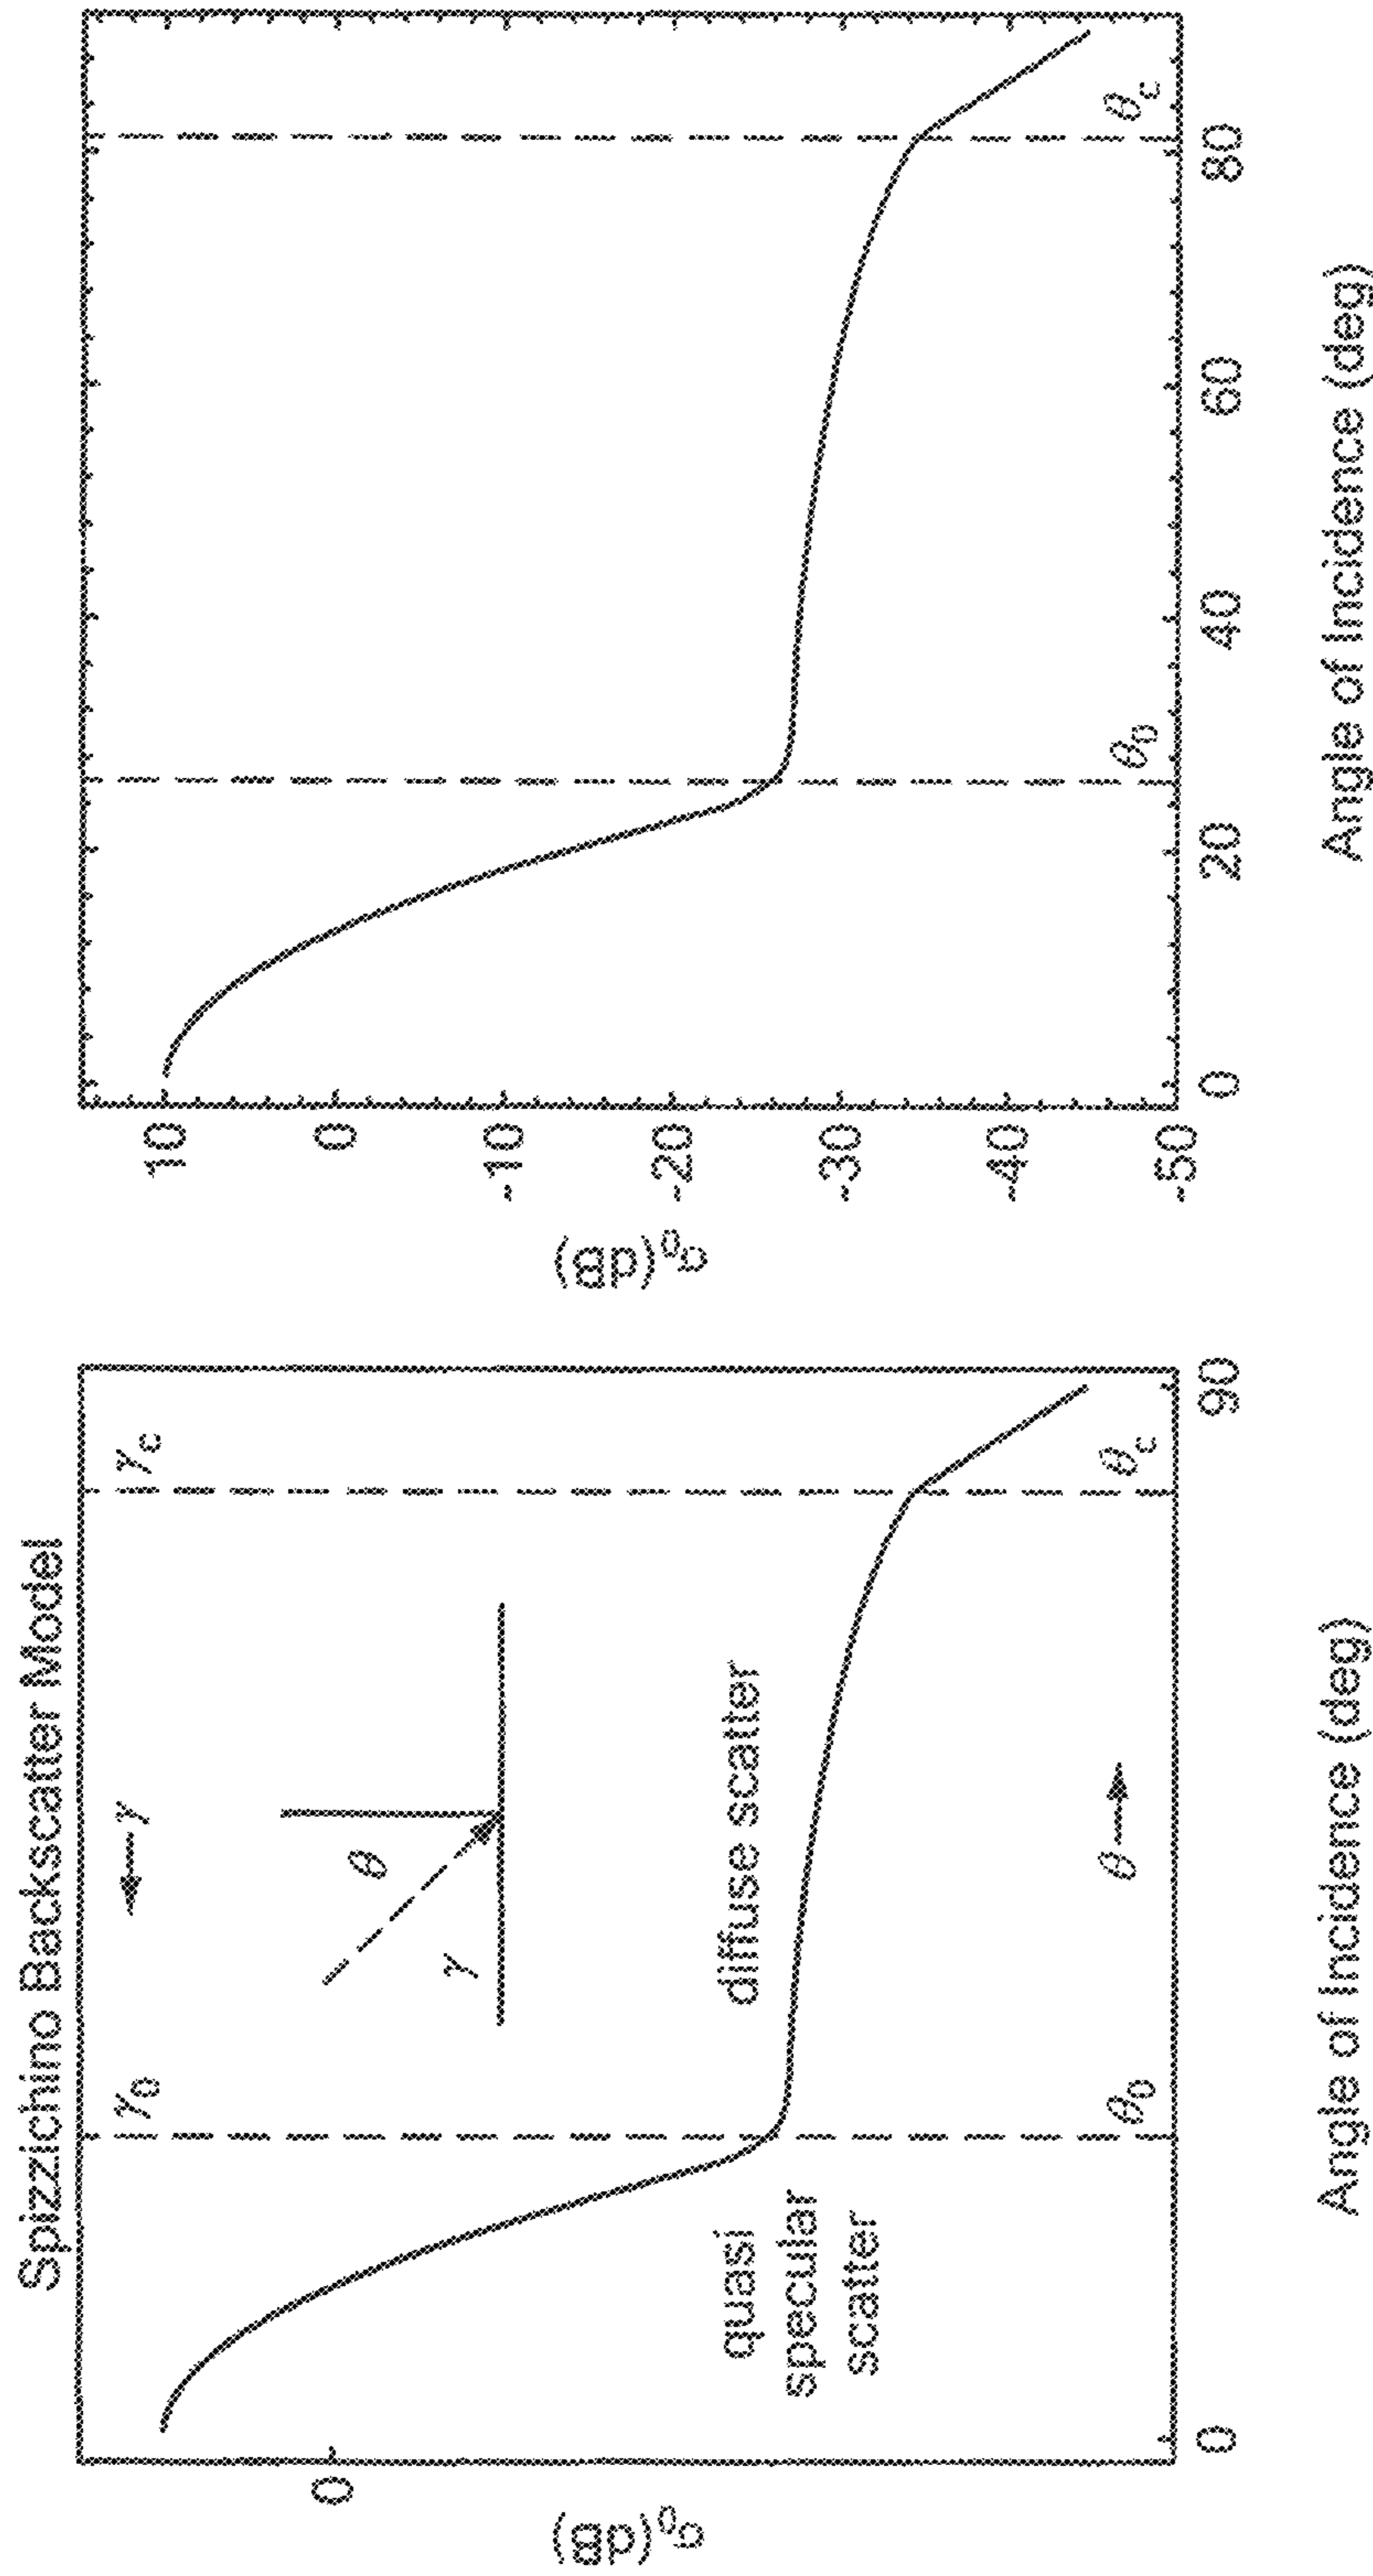 Spizzichino Backscatter Model
σ₀(dB)
0
γ₀
←γ
γc
θ
γ
quasi
specular
scatter
diffuse scatter
θ₀
θ→
θc
0
90
Angle of Incidence (deg)
σ₀(dB)
10
0
-10
-20
-30
-40
-50
θ₀
θc
0
20
40
60
80
Angle of Incidence (deg)